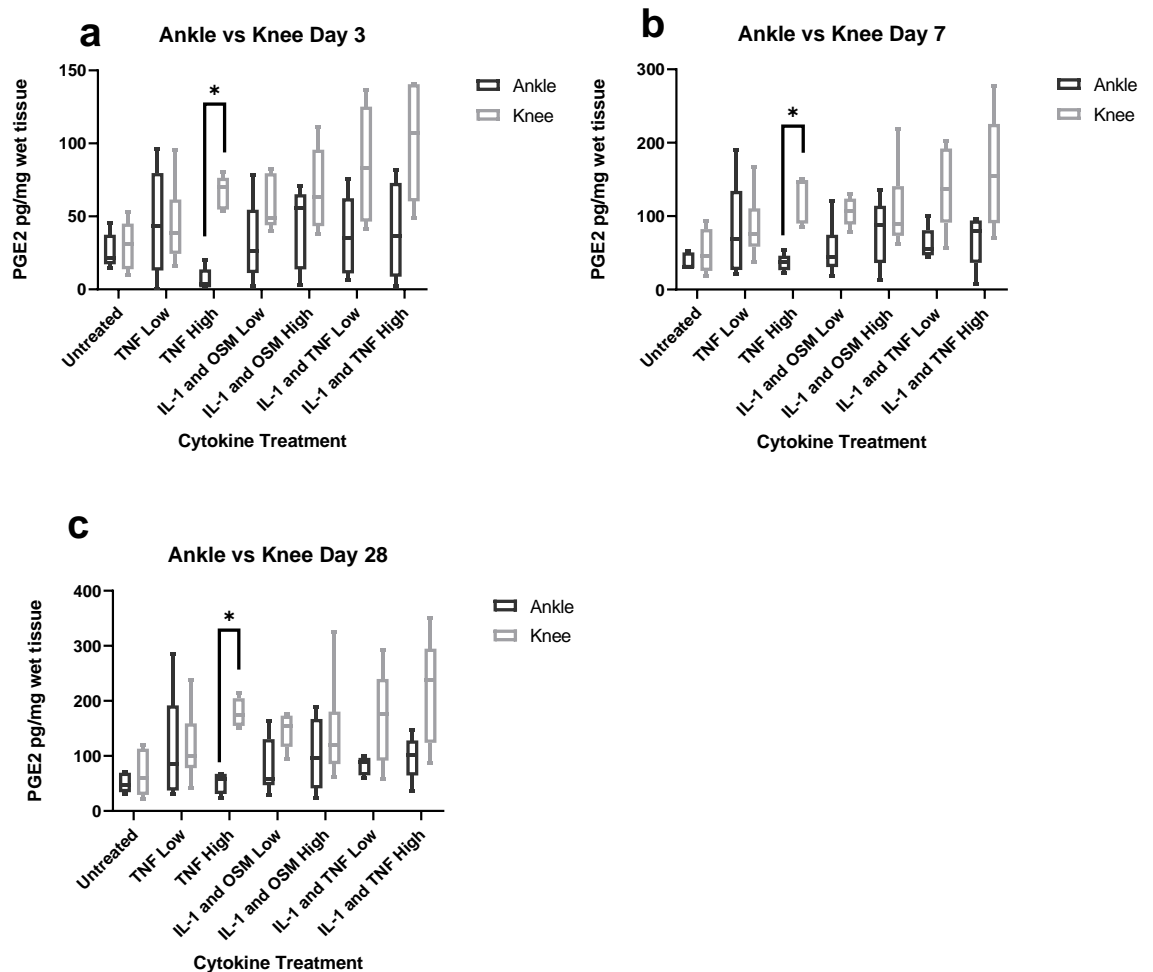 a
Ankle vs Knee Day 3
PGE2 pg/mg wet tissue
150
100
50
0
*
Ankle
Knee
Untreated
TNF Low
TNF High
IL-1 and OSM Low
IL-1 and OSM High
IL-1 and TNF Low
IL-1 and TNF High
Cytokine Treatment
b
Ankle vs Knee Day 7
PGE2 pg/mg wet tissue
300
200
100
0
*
Ankle
Knee
Untreated
TNF Low
TNF High
IL-1 and OSM Low
IL-1 and OSM High
IL-1 and TNF Low
IL-1 and TNF High
Cytokine Treatment
c
Ankle vs Knee Day 28
PGE2 pg/mg wet tissue
400
300
200
100
0
*
Ankle
Knee
Untreated
TNF Low
TNF High
IL-1 and OSM Low
IL-1 and OSM High
IL-1 and TNF Low
IL-1 and TNF High
Cytokine Treatment